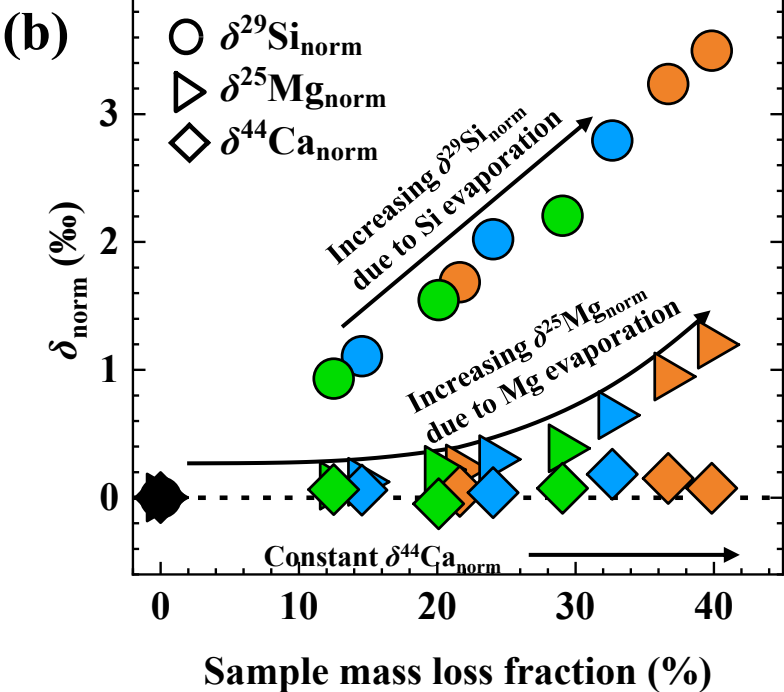 (b)
δ²⁹Siₙₒᵣₘ
δ²⁵Mgₙₒᵣₘ
δ⁴⁴Caₙₒᵣₘ
Increasing δ²⁹Siₙₒᵣₘ
due to Si evaporation
Increasing δ²⁵Mgₙₒᵣₘ
due to Mg evaporation
Constant δ⁴⁴Caₙₒᵣₘ
δₙₒᵣₘ (‰)
3
2
1
0
0 10 20 30 40
Sample mass loss fraction (%)